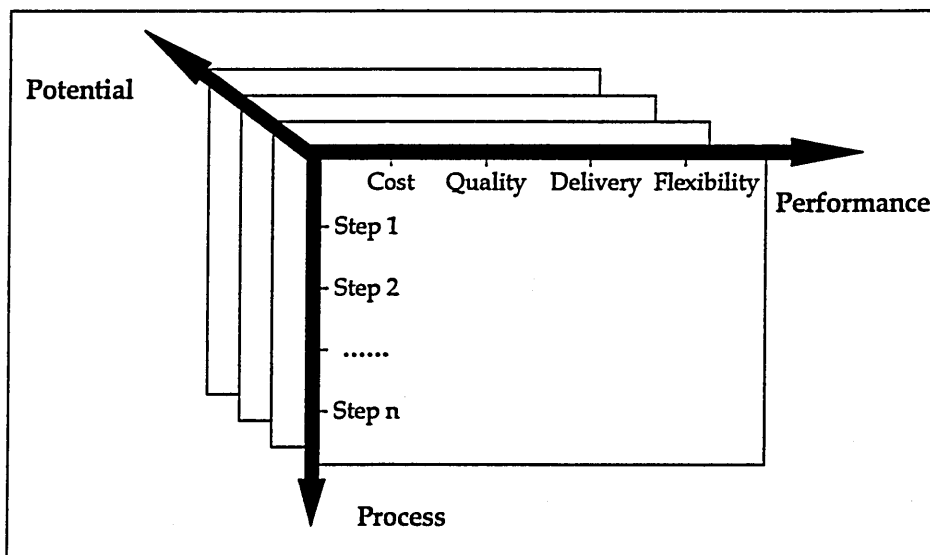 Potential
Cost Quality Delivery Flexibility
Performance
Step 1
Step 2
......
Step n
Process